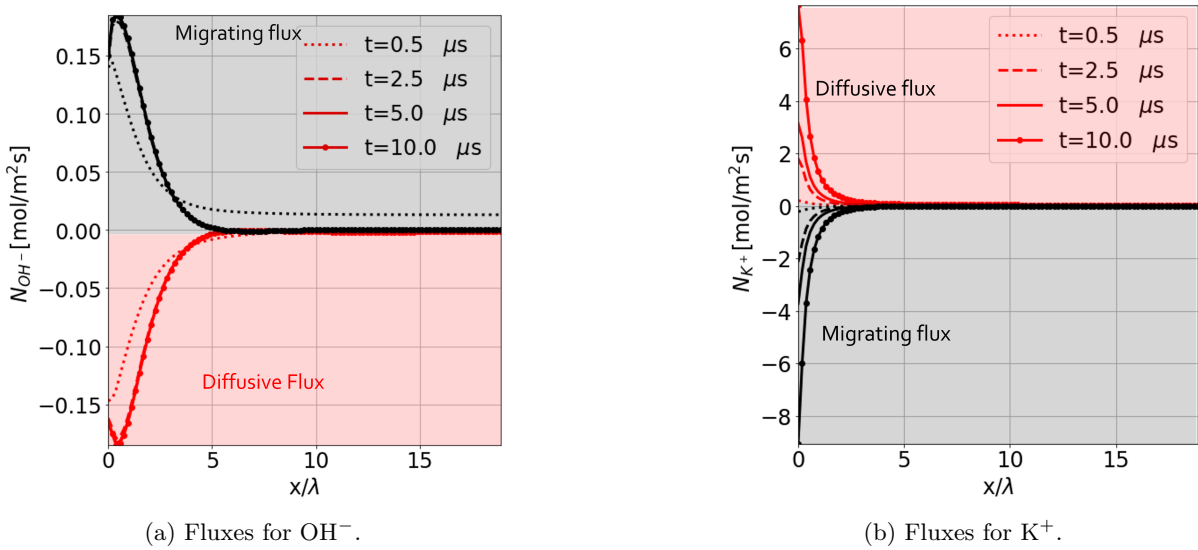 Migrating flux
t=0.5 μs
t=2.5 μs
t=5.0 μs
t=10.0 μs
0.15
0.10
0.05
0.00
−0.05
−0.10
−0.15
N_{OH^-} [mol/m²s]
Diffusive Flux
0 5 10 15
x/λ
(a) Fluxes for OH⁻.
Diffusive flux
t=0.5 μs
t=2.5 μs
t=5.0 μs
t=10.0 μs
6
4
2
0
−2
−4
−6
−8
N_{K^+} [mol/m²s]
Migrating flux
0 5 10 15
x/λ
(b) Fluxes for K⁺.